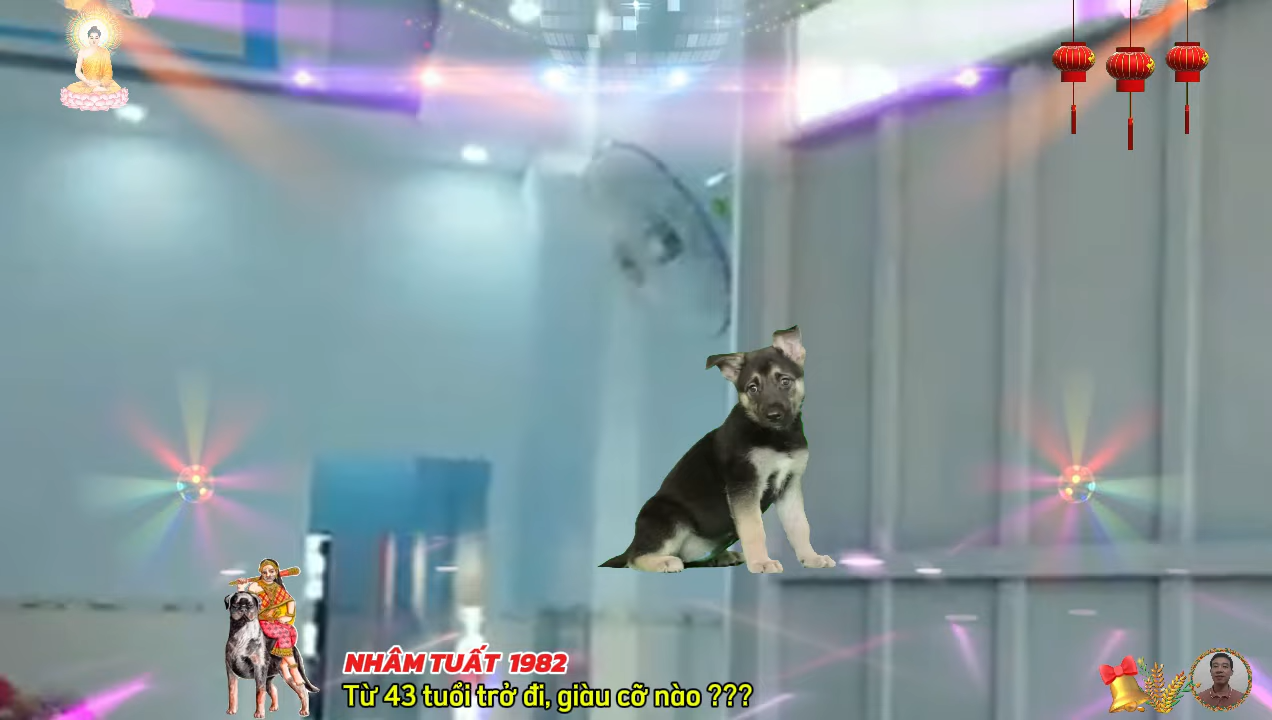 NHÂM TUẤT 1982
Từ 43 tuổi trở đi, giàu cỡ nào ???